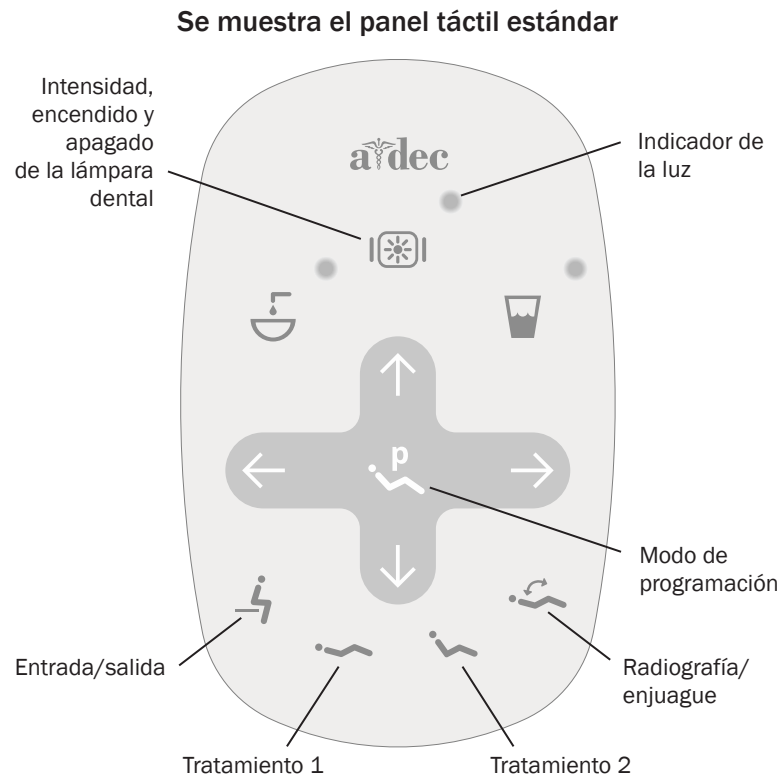 Se muestra el panel táctil estándar
Intensidad,
encendido y
apagado
de la lámpara
dental
a dec
Indicador de
la luz
p
Modo de
programación
Entrada/salida
Radiografía/
enjuague
Tratamiento 1
Tratamiento 2